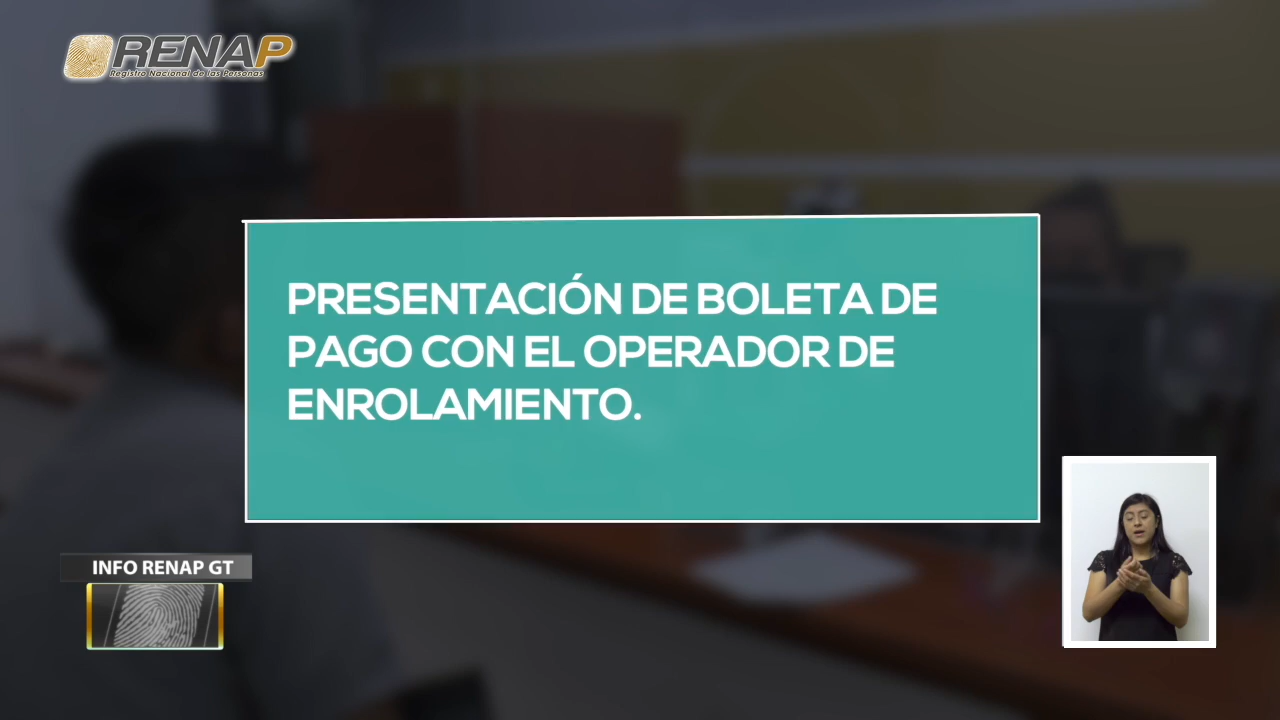 RENAP
Registro Nacional de las Personas
PRESENTACIÓN DE BOLETA DE
PAGO CON EL OPERADOR DE
ENROLAMIENTO.
INFO RENAP GT